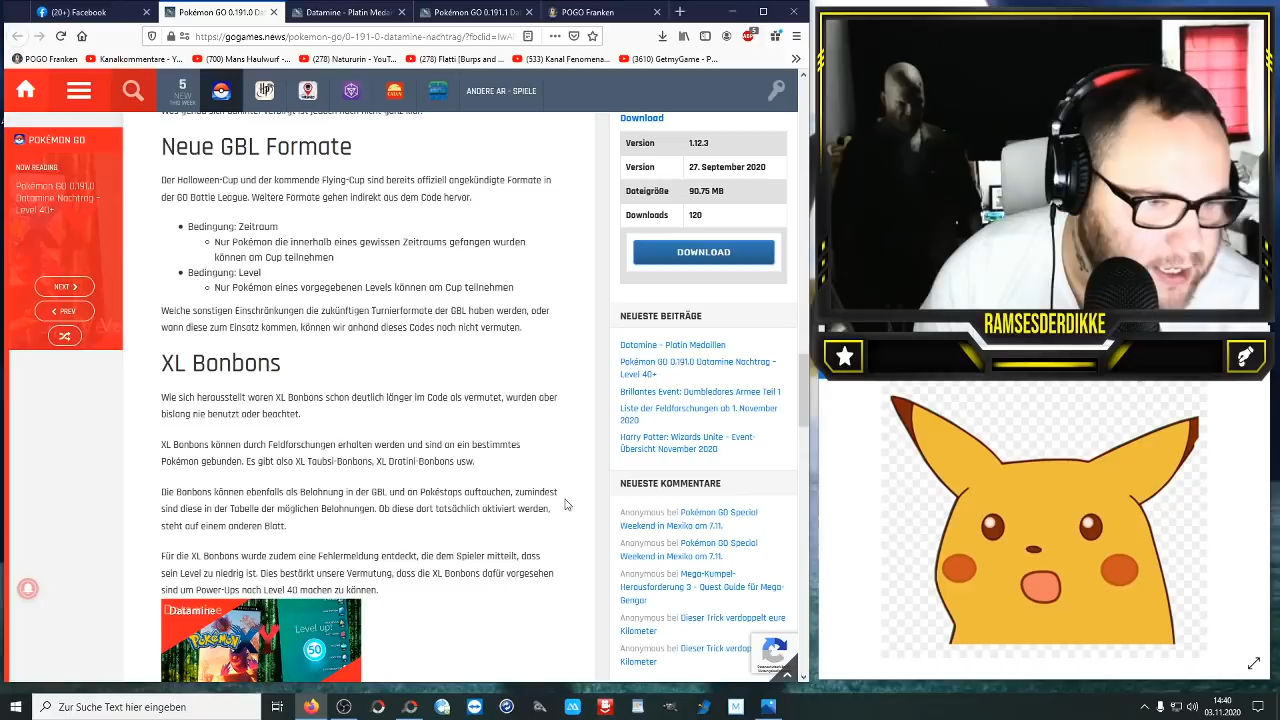 (20+) Facebook
Pokémon GO 0.191.0 D
Datamine - Platin Medai
Pokémon GO 0.191.0 Dat
POGO Franken
https://gogames.news/pokemon-go/0-191-0-datamine-nachtrag/?fbclid=IwA
POGO Franken
Kanalkommentare - Y...
(700) Mans Haulwurf -...
(278) Natururin - YouT...
(278) Flatti [Burps and ...
(533) Kanal Fenomena...
(3610) GetmyGame - P...
5
NEW
THIS WEEK
ANDERE AR - SPIELE
POKÉMON GO
NOW READING
Pokémon GO 0.191.0
Datamine Nachtrag –
Level 40+
NEXT
PREV
Neue GBL Formate
Der Halloween-Cup und der kommende Flying-Cup sind bereits offiziell angekündigte Formate in
der GO Battle League. Weitere Formate gehen indirekt aus dem Code hervor.
Bedingung: Zeitraum
Nur Pokémon die innerhalb eines gewissen Zeitraums gefangen wurden
können am Cup teilnehmen
Bedingung: Level
Nur Pokémon eines vorgegebenen Levels können am Cup teilnehmen
Welche sonstigen Einschränkungen die zukünftigen Turnierformate der GBL haben werden, oder
wann diese zum Einsatz kommen, können wir anhand dieses Codes noch nicht vermuten.
XL Bonbons
Wie sich herausstellt waren XL Bonbons schon deutlich länger im Code als vermutet, wurden aber
bislang nie benutzt oder beachtet.
XL Bonbons können durch Feldforschungen erhalten werden und sind an ein bestimmtes
Pokémon gebunden. Es gibt also XL Taubsi-Bonbons, XL Dratini-Bonbons usw.
Die Bonbons können ebenfalls als Belohnung in der GBL und an Pokéstops auftauchen, zumindest
sind diese in der Tabelle der möglichen Belohnungen. Ob diese dort tatsächlich aktiviert werden,
steht auf einem anderen Blatt.
Für die XL Bonbons wurde zudem eine Fehlermeldung entdeckt, die dem Spieler mitteilt, dass
sein Level zu niedrig ist. Dies bestärkt unsere Vermutung, dass die XL Bonbons dafür vorgesehen
sind um Power-Ups nach Level 40 machen zu können.
Datamine
POKÉMON
Level up!
50
Download
Version 1.12.3
Version 27. September 2020
Dateigröße 90.75 MB
Downloads 120
DOWNLOAD
NEUESTE BEITRÄGE
Datamine – Platin Medaillen
Pokémon GO 0.191.0 Datamine Nachtrag –
Level 40+
Brillantes Event: Dumbledores Armee Teil 1
Liste der Feldforschungen ab 1. November
2020
Harry Potter: Wizards Unite – Event-
Übersicht November 2020
NEUESTE KOMMENTARE
Anonymous bei Pokémon GO Special
Weekend in Mexiko am 7.11.
Anonymous bei Pokémon GO Special
Weekend in Mexiko am 7.11.
Anonymous bei Mega-Kumpel-
Herausforderung 3 – Quest Guide für Mega-
Gengar
Anonymous bei Dieser Trick verdoppelt eure
Kilometer
Anonymous bei Dieser Trick verdop
Kilometer
RAMSESDERDIKKE
Zur Suche Text hier eingeben
14:40
03.11.2020